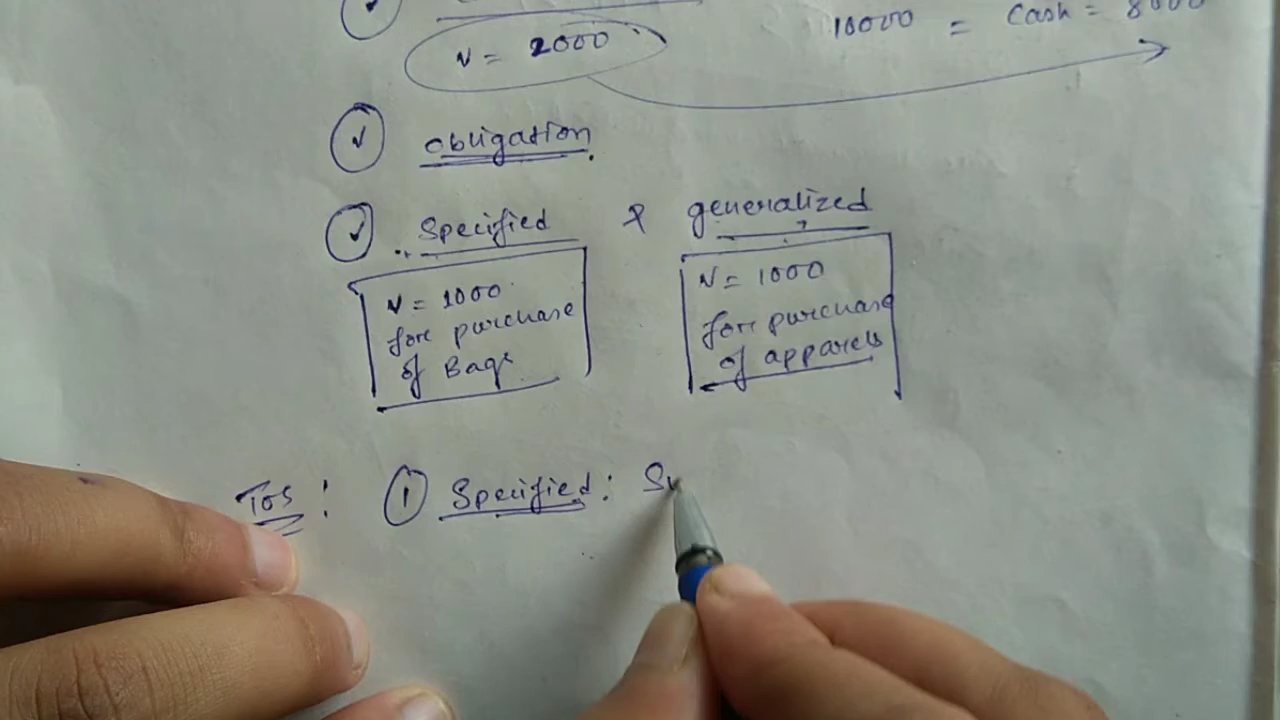 10000 = Cash = 8000
V = 2000
obligation
Specified & generalized
V = 1000
for purchase
of Bags
V = 1000
for purchase
of apparels
TOS : 1 Specified : Su